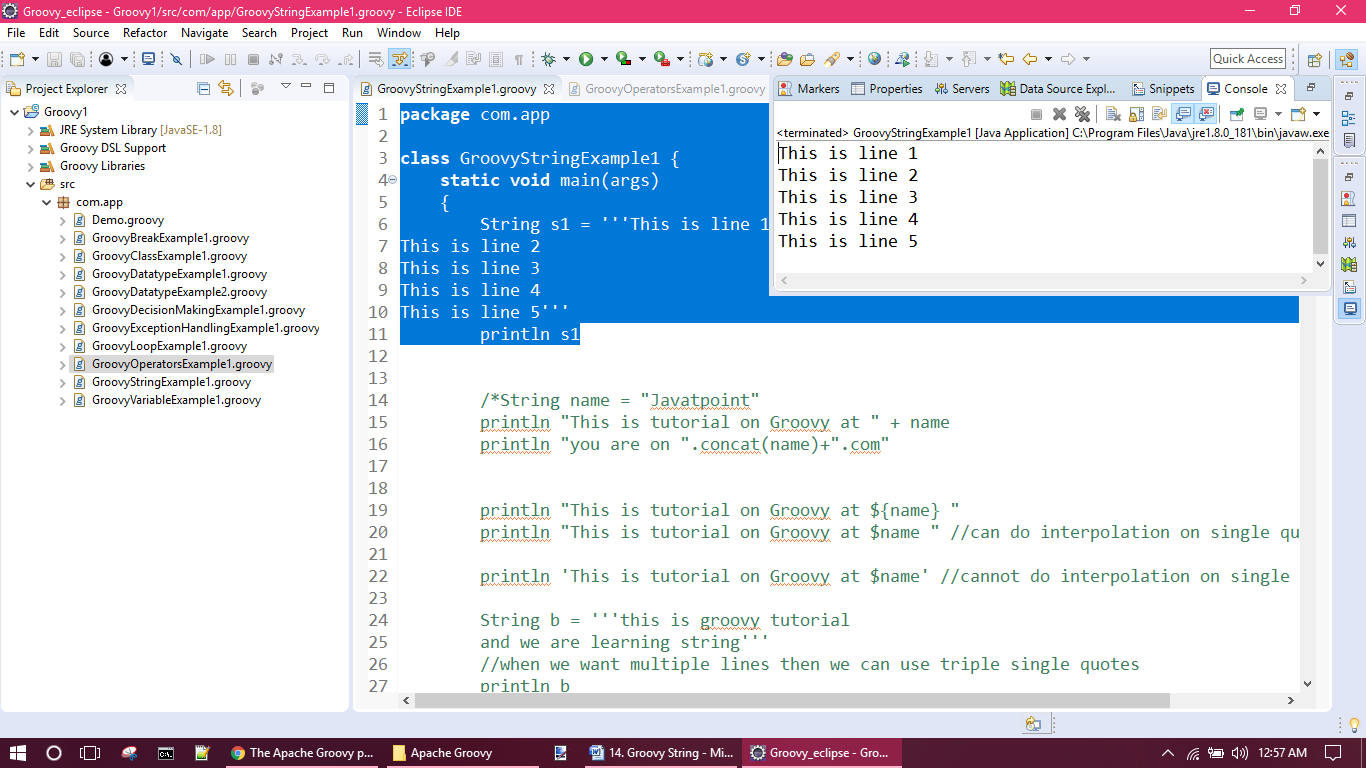 Groovy_eclipse - Groovy1/src/com/app/GroovyStringExample1.groovy - Eclipse IDE
File Edit Source Refactor Navigate Search Project Run Window Help
Quick Access
Project Explorer
Groovy1
JRE System Library [JavaSE-1.8]
Groovy DSL Support
Groovy Libraries
src
com.app
Demo.groovy
GroovyBreakExample1.groovy
GroovyClassExample1.groovy
GroovyDatatypeExample1.groovy
GroovyDatatypeExample2.groovy
GroovyDecisionMakingExample1.groovy
GroovyExceptionHandlingExample1.groovy
GroovyLoopExample1.groovy
GroovyOperatorsExample1.groovy
GroovyStringExample1.groovy
GroovyVariableExample1.groovy
GroovyStringExample1.groovy GroovyOperatorsExample1.groovy
1 package com.app
2
3 class GroovyStringExample1 {
4 static void main(args)
5 {
6 String s1 = '''This is line 1
7 This is line 2
8 This is line 3
9 This is line 4
10 This is line 5'''
11 println s1
12
13
14 /*String name = "Javatpoint"
15 println "This is tutorial on Groovy at " + name
16 println "you are on ".concat(name)+".com"
17
18
19 println "This is tutorial on Groovy at ${name} "
20 println "This is tutorial on Groovy at $name " //can do interpolation on single qu
21
22 println 'This is tutorial on Groovy at $name' //cannot do interpolation on single
23
24 String b = '''this is groovy tutorial
25 and we are learning string'''
26 //when we want multiple lines then we can use triple single quotes
27 println b
Markers Properties Servers Data Source Expl... Snippets Console
<terminated> GroovyStringExample1 [Java Application] C:\Program Files\Java\jre1.8.0_181\bin\javaw.exe
This is line 1
This is line 2
This is line 3
This is line 4
This is line 5
The Apache Groovy p... Apache Groovy 14. Groovy String - Mi... Groovy_eclipse - Gro... 12:57 AM